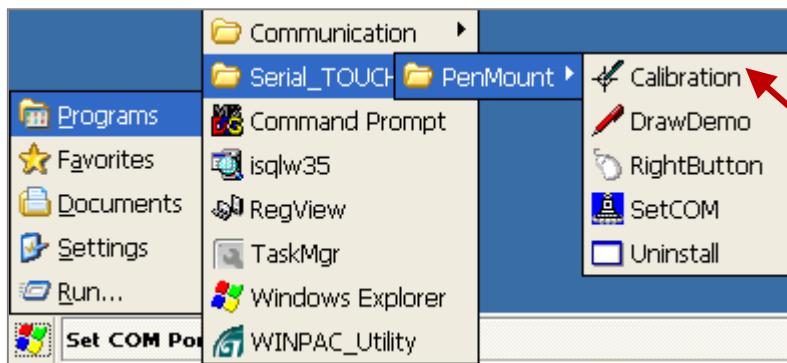 Programs
Favorites
Documents
Settings
Run...
Set COM Po
Communication
Serial_TOUCH
Command Prompt
isqlw35
RegView
TaskMgr
Windows Explorer
WINPAC_Utility
PenMount
Calibration
DrawDemo
RightButton
SetCOM
Uninstall